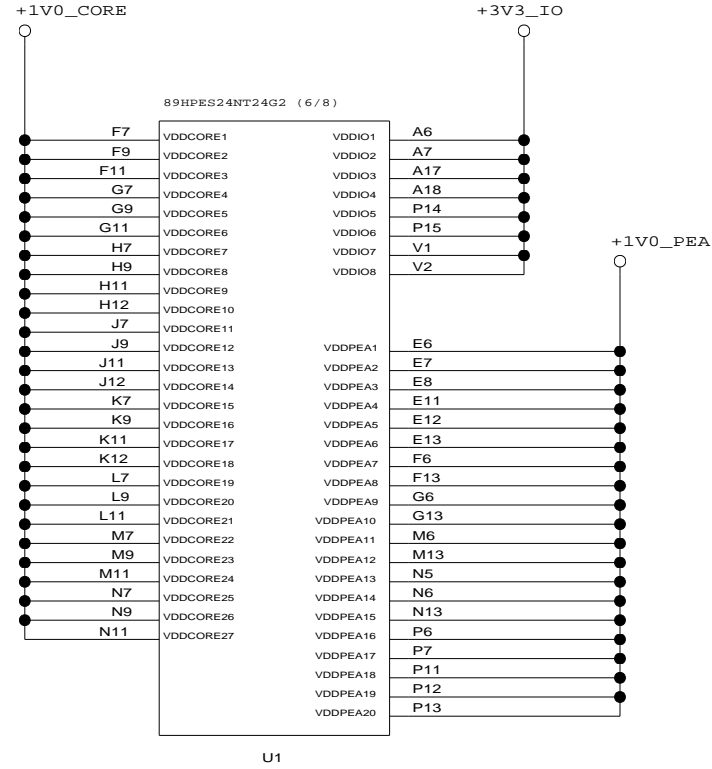 +1V0_CORE
+3V3_IO
89HPES24NT24G2 (6/8)
F7 VDDCORE1 VDDIO1 A6
F9 VDDCORE2 VDDIO2 A7
F11 VDDCORE3 VDDIO3 A17
G7 VDDCORE4 VDDIO4 A18
G9 VDDCORE5 VDDIO5 P14
G11 VDDCORE6 VDDIO6 P15
H7 VDDCORE7 VDDIO7 V1
+1V0_PEA
H9 VDDCORE8 VDDIO8 V2
H11 VDDCORE9
H12 VDDCORE10
J7 VDDCORE11
J9 VDDCORE12 VDDPEA1 E6
J11 VDDCORE13 VDDPEA2 E7
J12 VDDCORE14 VDDPEA3 E8
K7 VDDCORE15 VDDPEA4 E11
K9 VDDCORE16 VDDPEA5 E12
K11 VDDCORE17 VDDPEA6 E13
K12 VDDCORE18 VDDPEA7 F6
L7 VDDCORE19 VDDPEA8 F13
L9 VDDCORE20 VDDPEA9 G6
L11 VDDCORE21 VDDPEA10 G13
M7 VDDCORE22 VDDPEA11 M6
M9 VDDCORE23 VDDPEA12 M13
M11 VDDCORE24 VDDPEA13 N5
N7 VDDCORE25 VDDPEA14 N6
N9 VDDCORE26 VDDPEA15 N13
N11 VDDCORE27 VDDPEA16 P6
VDDPEA17 P7
VDDPEA18 P11
VDDPEA19 P12
VDDPEA20 P13
U1